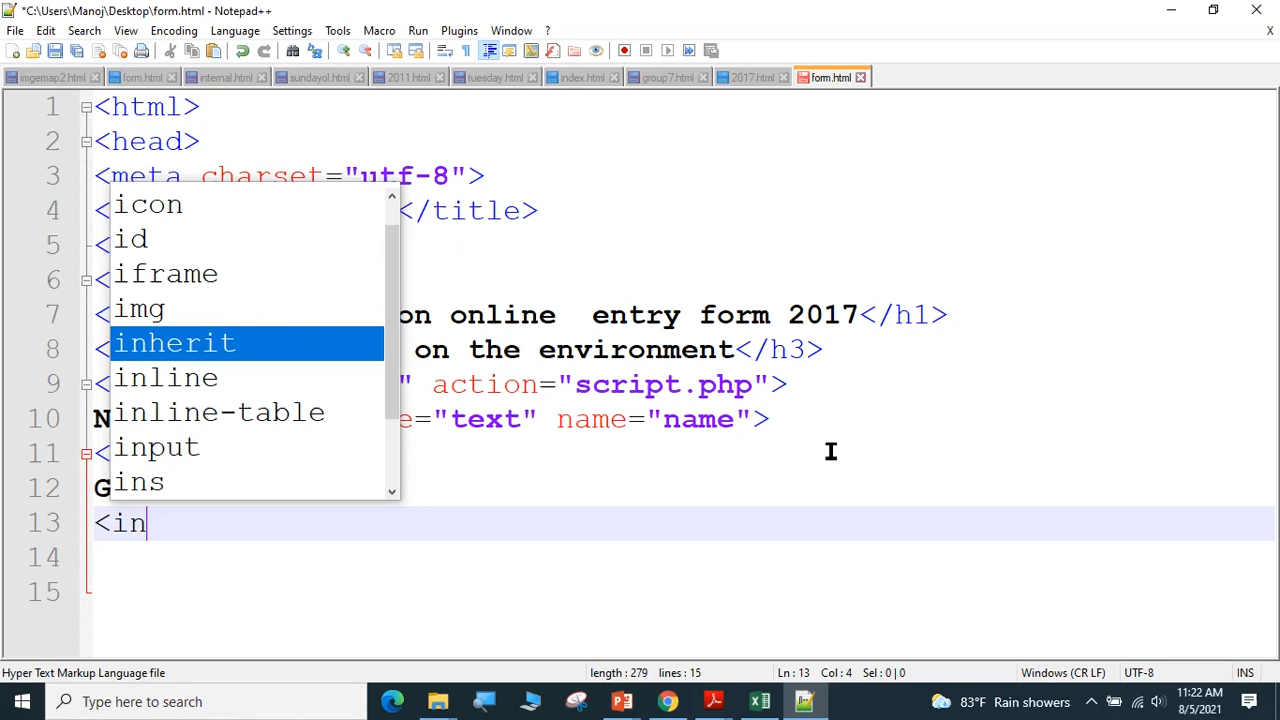 *C:\Users\Manoj\Desktop\form.html - Notepad++
File Edit Search View Encoding Language Settings Tools Macro Run Plugins Window ? X
imgemap2.html form.html internal.html sundayol.html 2011.html tuesday.html index.html group7.html 2017.html form.html
1 <html>
2 <head>
3 <meta charset="utf-8">
4 < </title>
5 <
6 <
7 < on online entry form 2017</h1>
8 < on the environment</h3>
9 < " action="script.php">
10 N e="text" name="name">
11 <
12 G
13 <in
14
15
icon
id
iframe
img
inherit
inline
inline-table
input
ins
Hyper Text Markup Language file length : 279 lines : 15 Ln : 13 Col : 4 Sel : 0 | 0 Windows (CR LF) UTF-8 INS
Type here to search 83°F Rain showers 11:22 AM
8/5/2021